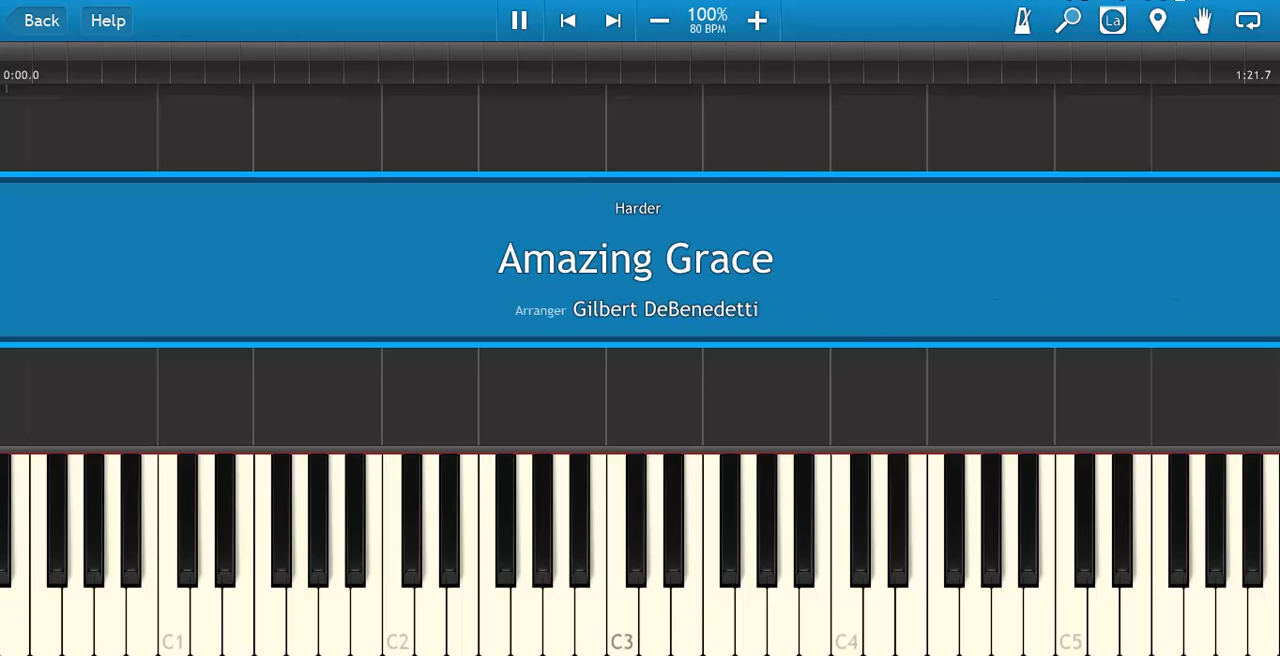 Back Help 100% La
80 BPM
0:00.0 1:21.7
Harder
Amazing Grace
Arranger Gilbert DeBenedetti
C1 C2 C3 C4 C5